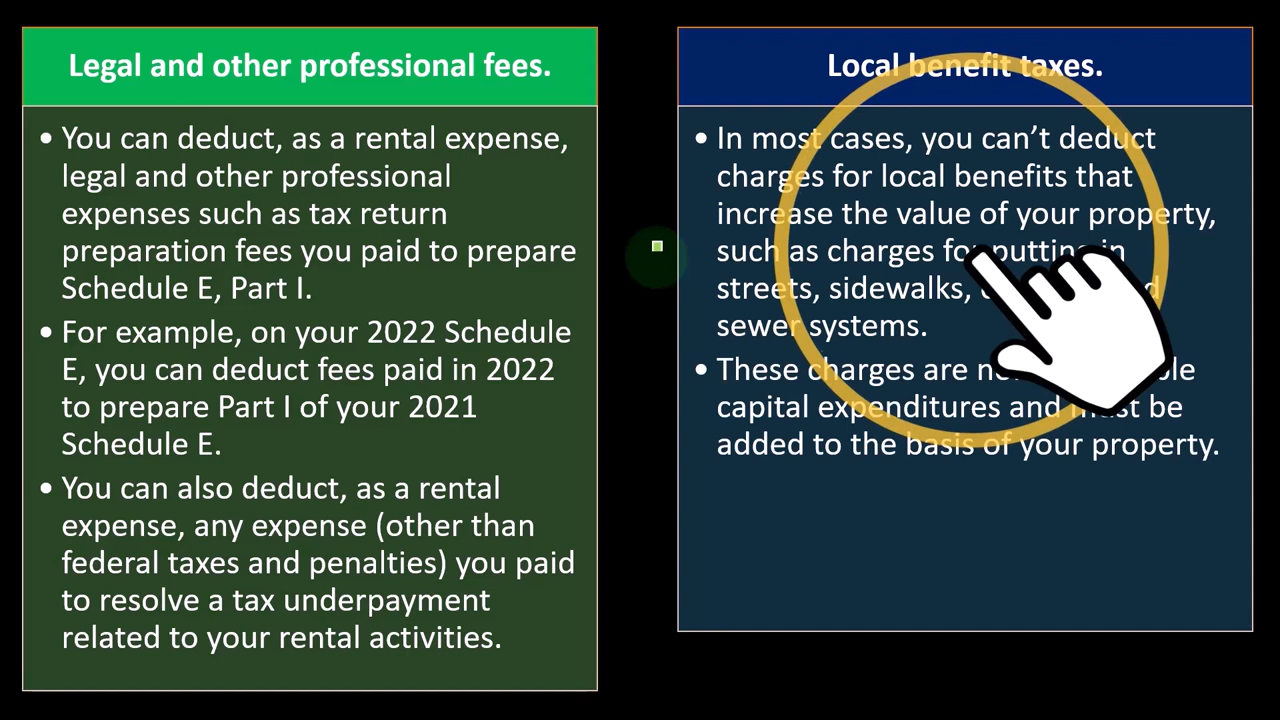 Legal and other professional fees.
• You can deduct, as a rental expense,
legal and other professional
expenses such as tax return
preparation fees you paid to prepare
Schedule E, Part I.
• For example, on your 2022 Schedule
E, you can deduct fees paid in 2022
to prepare Part I of your 2021
Schedule E.
• You can also deduct, as a rental
expense, any expense (other than
federal taxes and penalties) you paid
to resolve a tax underpayment
related to your rental activities.
Local benefit taxes.
• In most cases, you can’t deduct
charges for local benefits that
increase the value of your property,
such as charges for putting in
streets, sidewalks,
sewer systems.
• These charges are
capital expenditures and must be
added to the basis of your property.